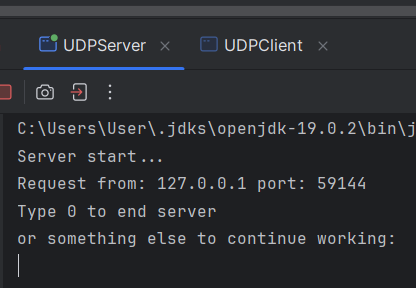 UDPServer
UDPClient
C:\Users\User\.jdks\openjdk-19.0.2\bin\j
Server start...
Request from: 127.0.0.1 port: 59144
Type 0 to end server
or something else to continue working: